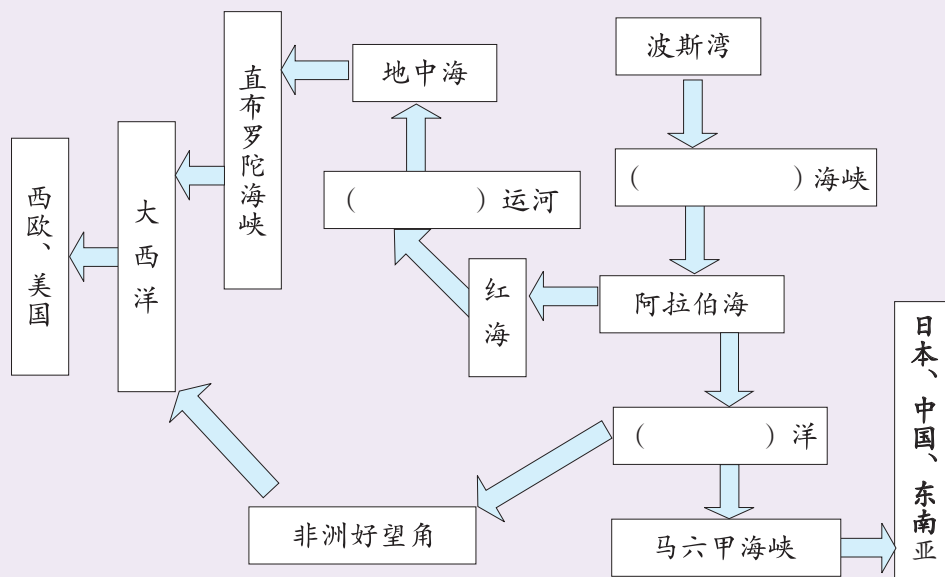 波斯湾
地中海
直布罗陀海峡
大西洋
西欧、美国
（　　　　）海峡
（　　　　）运河
红海
阿拉伯海
日本、中国、东南亚
（　　　　）洋
非洲好望角
马六甲海峡